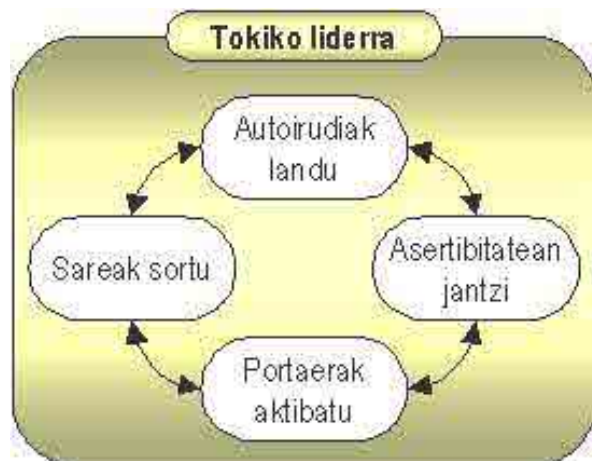 Tokiko liderra
Autoirudiak
landu
Sareak sortu
Asertibitatean
jantzi
Portaerak
aktibatu